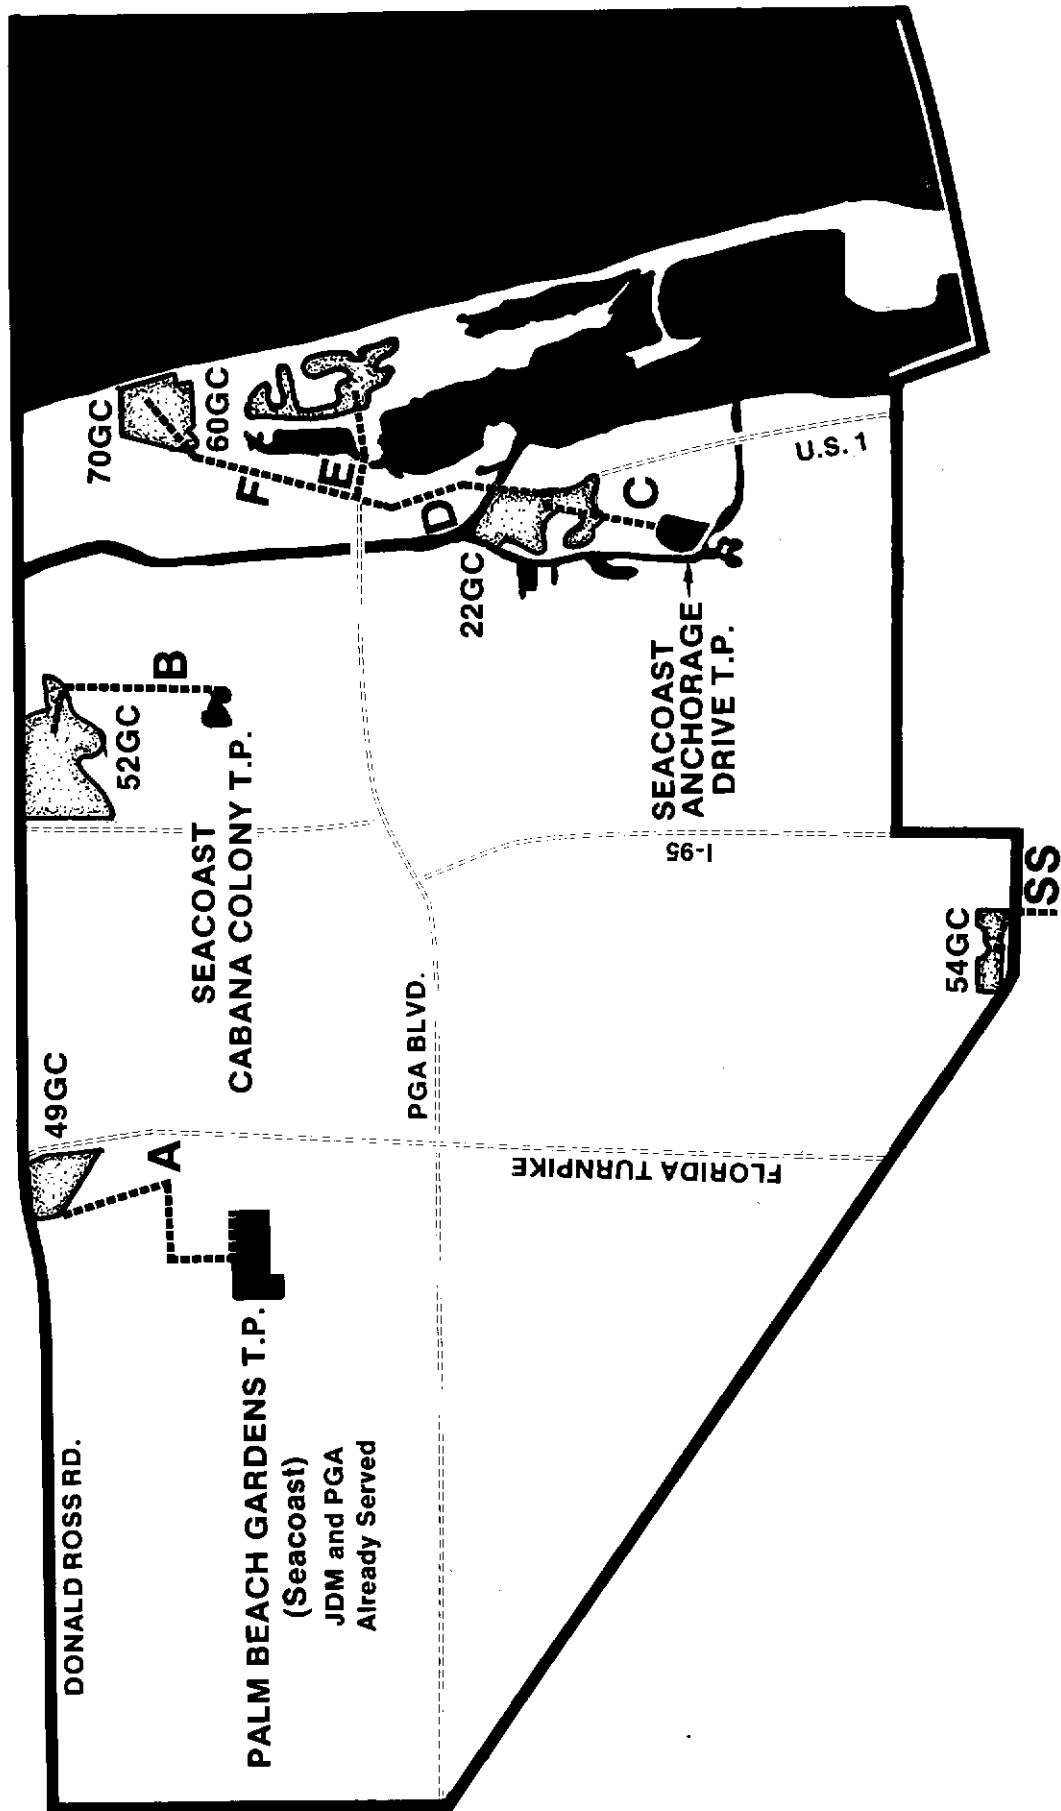 DONALD ROSS RD.
PALM BEACH GARDENS T.P.
(Seacoast)
JDM and PGA
Already Served
A
49GC
FLORIDA TURNPIKE
PGA BLVD.
SEACOAST
CABANA COLONY T.P.
52GC
B
I-95
54GC
SS
SEACOAST
ANCHORAGE
DRIVE T.P.
22GC
C
D
E
F
U.S. 1
70GC
60GC